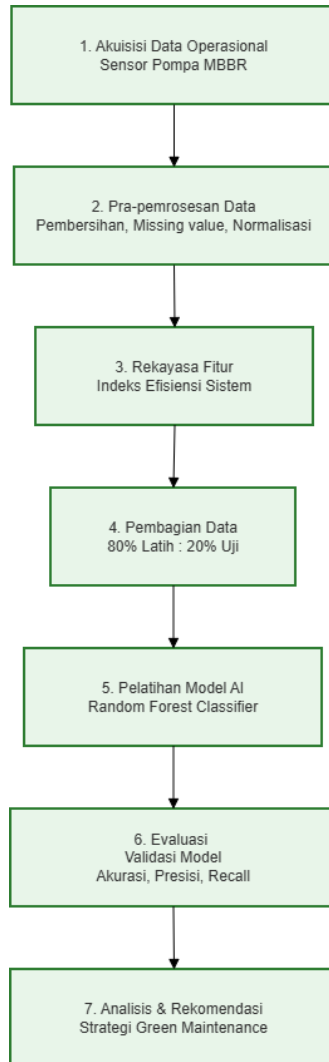 1. Akuisisi Data Operasional
Sensor Pompa MBBR
2. Pra-pemrosesan Data
Pembersihan, Missing value, Normalisasi
3. Rekayasa Fitur
Indeks Efisiensi Sistem
4. Pembagian Data
80% Latih : 20% Uji
5. Pelatihan Model AI
Random Forest Classifier
6. Evaluasi
Validasi Model
Akurasi, Presisi, Recall
7. Analisis & Rekomendasi
Strategi Green Maintenance